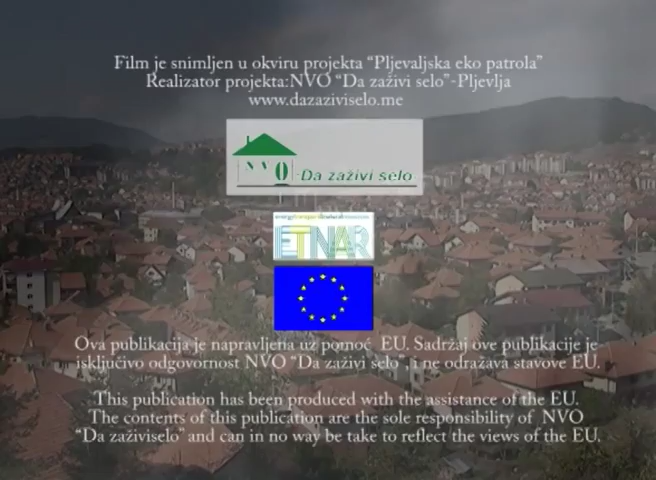 Film je snimljen u okviru projekta “Pljevaljska eko patrola”
Realizator projekta:NVO “Da zaživi selo”-Pljevlja
www.dazaziviselo.me
NVO -Da zaživi selo
ETNAR
Ova publikacija je napravljena uz pomoć EU. Sadržaj ove publikacije je
isključivo odgovornost NVO “Da zaživi selo”, i ne odražava stavove EU.
This publication has been produced with the assistance of the EU.
The contents of this publication are the sole responsibility of NVO
“Da zaživiselo” and can in no way be take to reflect the views of the EU.